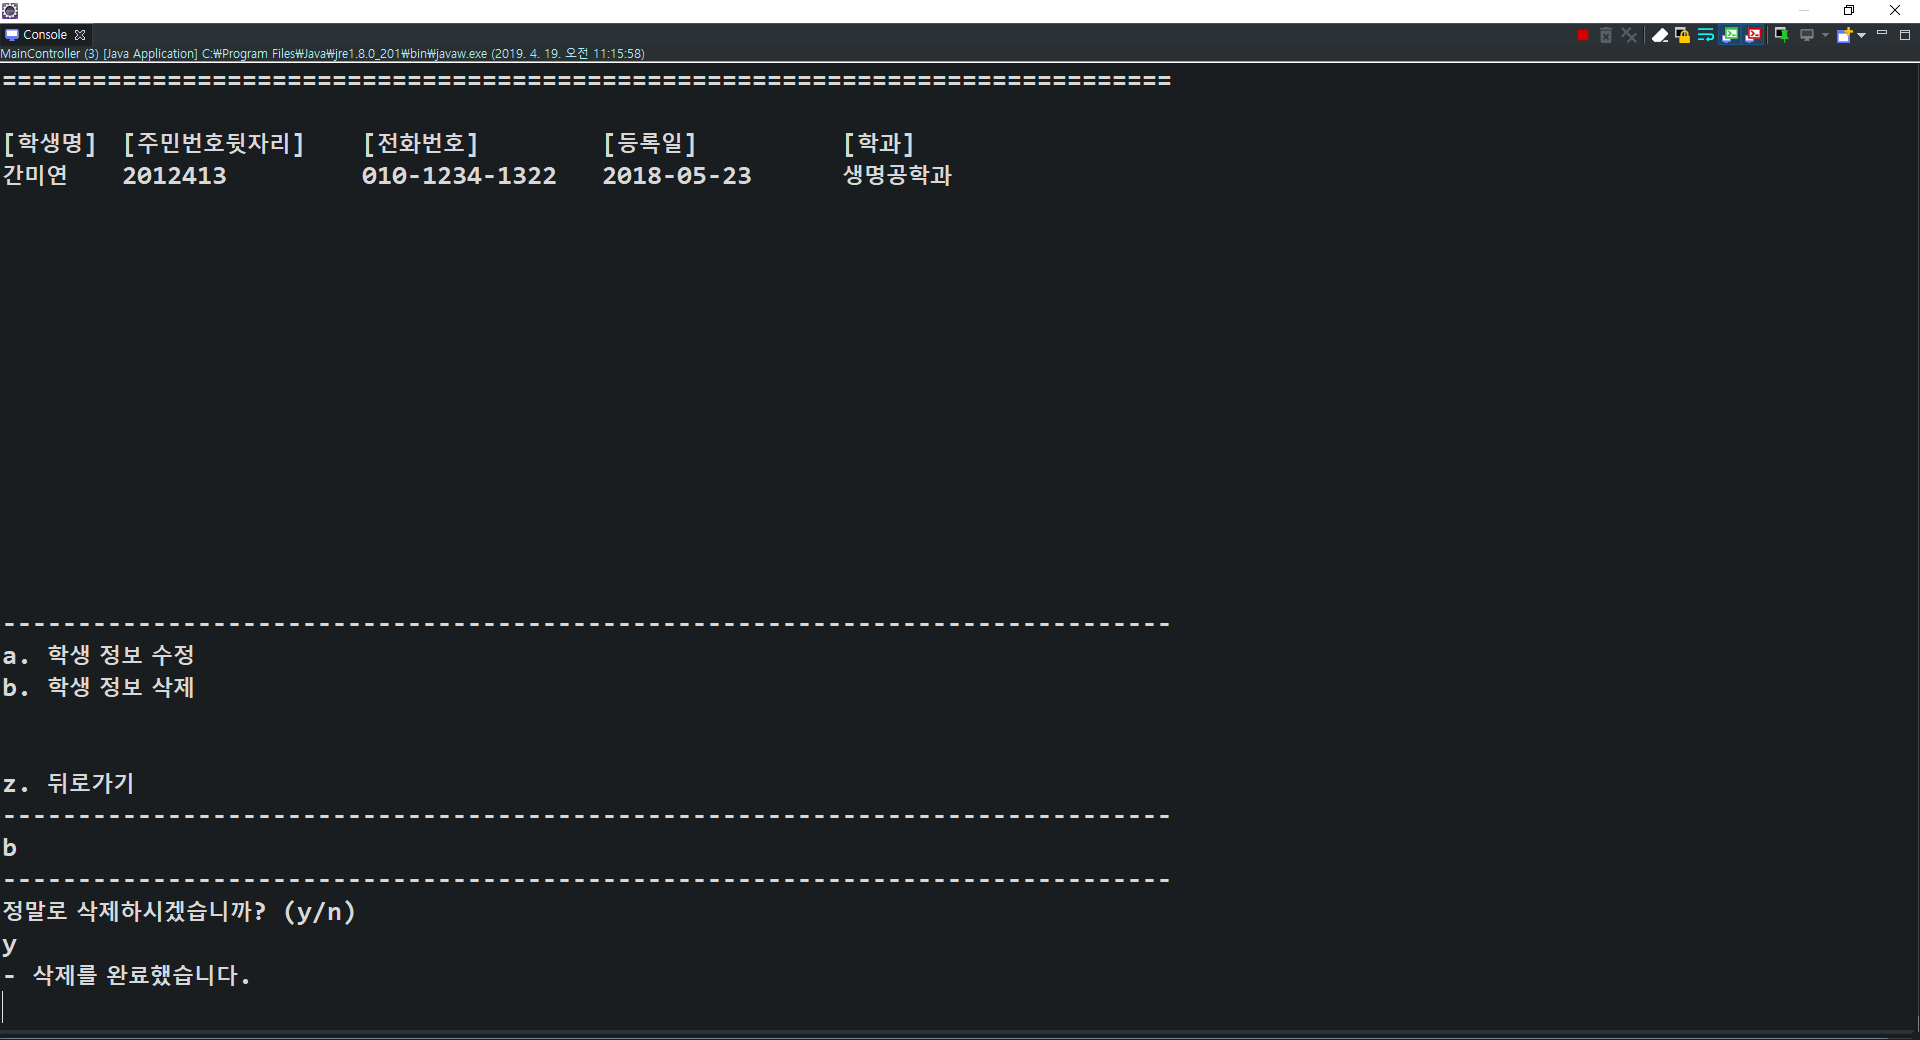 Console
MainController (3) [Java Application] C:₩Program Files₩Java₩jre1.8.0_201₩bin₩javaw.exe (2019. 4. 19. 오전 11:15:58)
==============================================================================
[학생명] [주민번호뒷자리] [전화번호] [등록일] [학과]
간미연 2012413 010-1234-1322 2018-05-23 생명공학과
------------------------------------------------------------------------------
a. 학생 정보 수정
b. 학생 정보 삭제
z. 뒤로가기
------------------------------------------------------------------------------
b
------------------------------------------------------------------------------
정말로 삭제하시겠습니까? (y/n)
y
- 삭제를 완료했습니다.